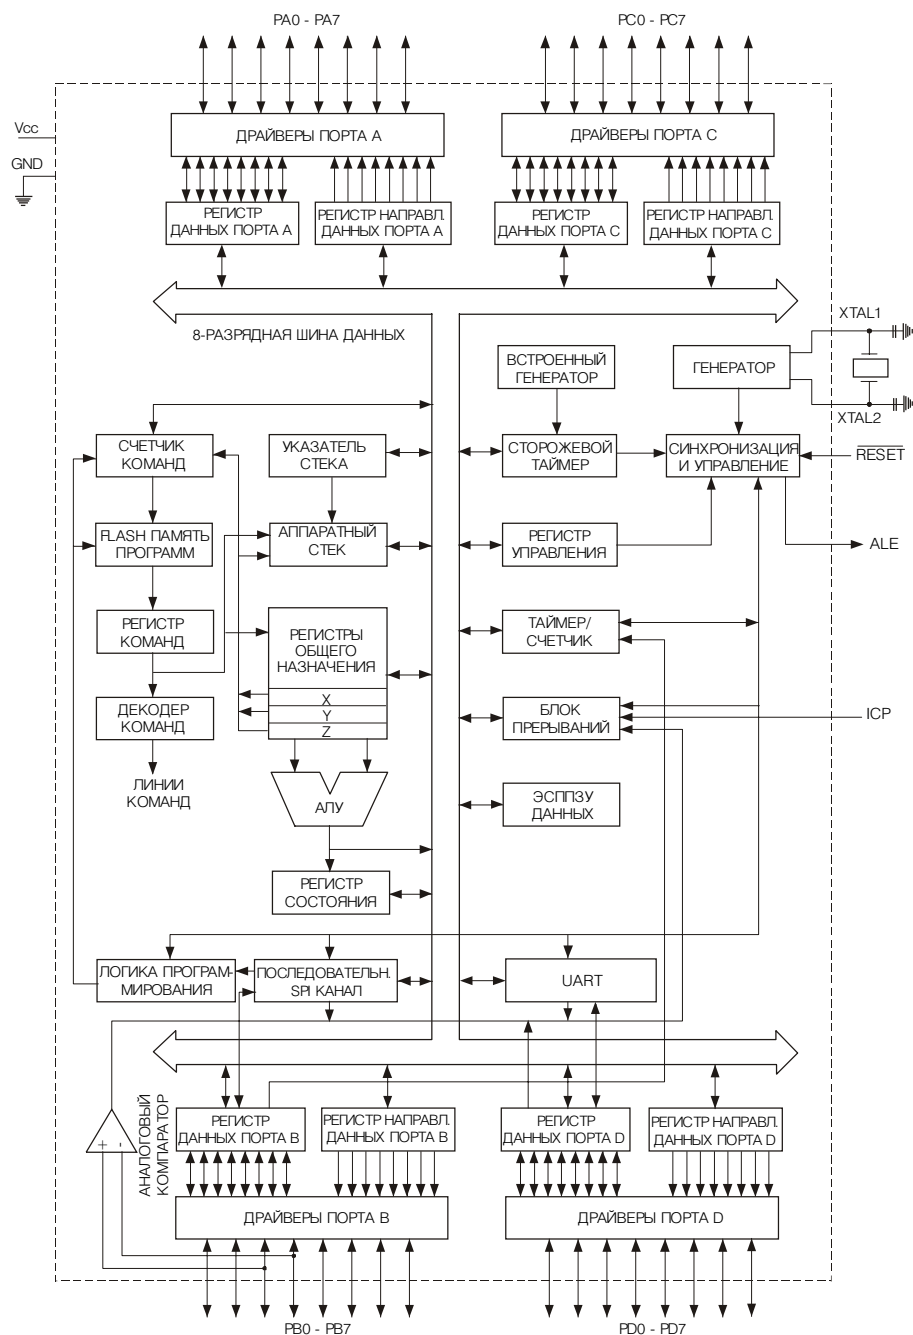 PA0 - PA7
PC0 - PC7
Vcc
GND
ДРАЙВЕРЫ ПОРТА A
ДРАЙВЕРЫ ПОРТА C
РЕГИСТР
ДАННЫХ ПОРТА A
РЕГИСТР НАПРАВЛ.
ДАННЫХ ПОРТА A
РЕГИСТР
ДАННЫХ ПОРТА C
РЕГИСТР НАПРАВЛ.
ДАННЫХ ПОРТА C
8-РАЗРЯДНАЯ ШИНА ДАННЫХ
XTAL1
ВСТРОЕННЫЙ
ГЕНЕРАТОР
ГЕНЕРАТОР
XTAL2
СЧЕТЧИК
КОМАНД
УКАЗАТЕЛЬ
СТЕКА
СТОРОЖЕВОЙ
ТАЙМЕР
СИНХРОНИЗАЦИЯ
И УПРАВЛЕНИЕ
RESET
FLASH ПАМЯТЬ
ПРОГРАММ
АППАРАТНЫЙ
СТЕК
РЕГИСТР
УПРАВЛЕНИЯ
ALE
РЕГИСТР
КОМАНД
РЕГИСТРЫ
ОБЩЕГО
НАЗНАЧЕНИЯ
X
Y
Z
ТАЙМЕР/
СЧЕТЧИК
ДЕКОДЕР
КОМАНД
БЛОК
ПРЕРЫВАНИЙ
ICP
ЛИНИИ
КОМАНД
АЛУ
ЭСППЗУ
ДАННЫХ
РЕГИСТР
СОСТОЯНИЯ
ЛОГИКА ПРОГРАМ-
МИРОВАНИЯ
ПОСЛЕДОВАТЕЛЬН.
SPI КАНАЛ
UART
АНАЛОГОВЫЙ
КОМПАРАТОР
+ -
РЕГИСТР
ДАННЫХ ПОРТА B
РЕГИСТР НАПРАВЛ.
ДАННЫХ ПОРТА B
РЕГИСТР
ДАННЫХ ПОРТА D
РЕГИСТР НАПРАВЛ.
ДАННЫХ ПОРТА D
ДРАЙВЕРЫ ПОРТА B
ДРАЙВЕРЫ ПОРТА D
PB0 - PB7
PD0 - PD7